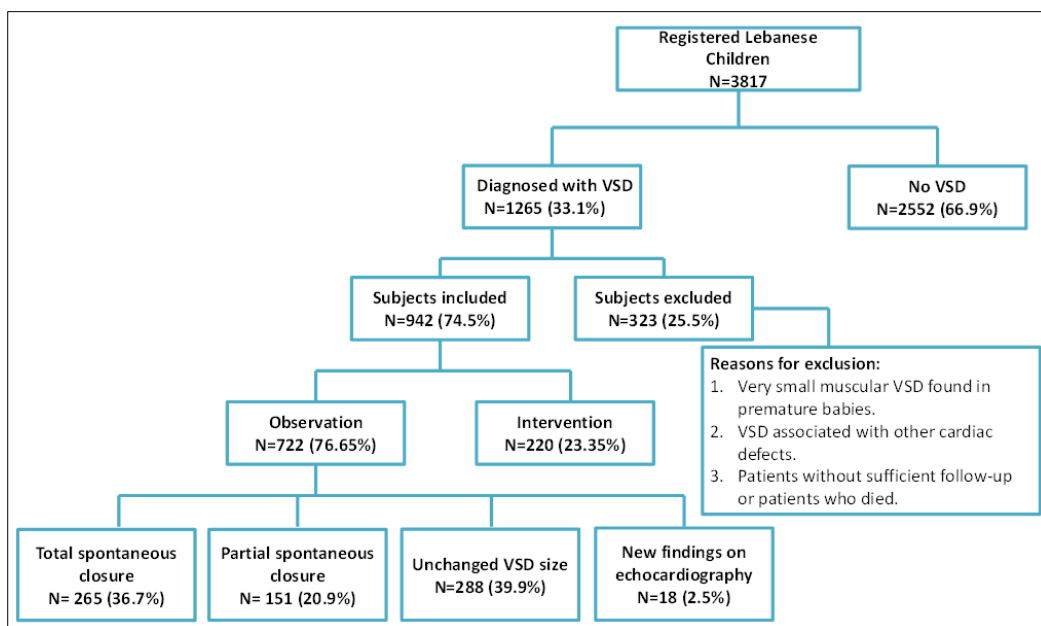 Registered Lebanese
Children
N=3817
Diagnosed with VSD
N=1265 (33.1%)
No VSD
N=2552 (66.9%)
Subjects included
N=942 (74.5%)
Subjects excluded
N=323 (25.5%)
Reasons for exclusion:
1. Very small muscular VSD found in
premature babies.
2. VSD associated with other cardiac
defects.
3. Patients without sufficient follow-up
or patients who died.
Observation
N=722 (76.65%)
Intervention
N=220 (23.35%)
Total spontaneous
closure
N= 265 (36.7%)
Partial spontaneous
closure
N= 151 (20.9%)
Unchanged VSD size
N=288 (39.9%)
New findings on
echocardiography
N=18 (2.5%)